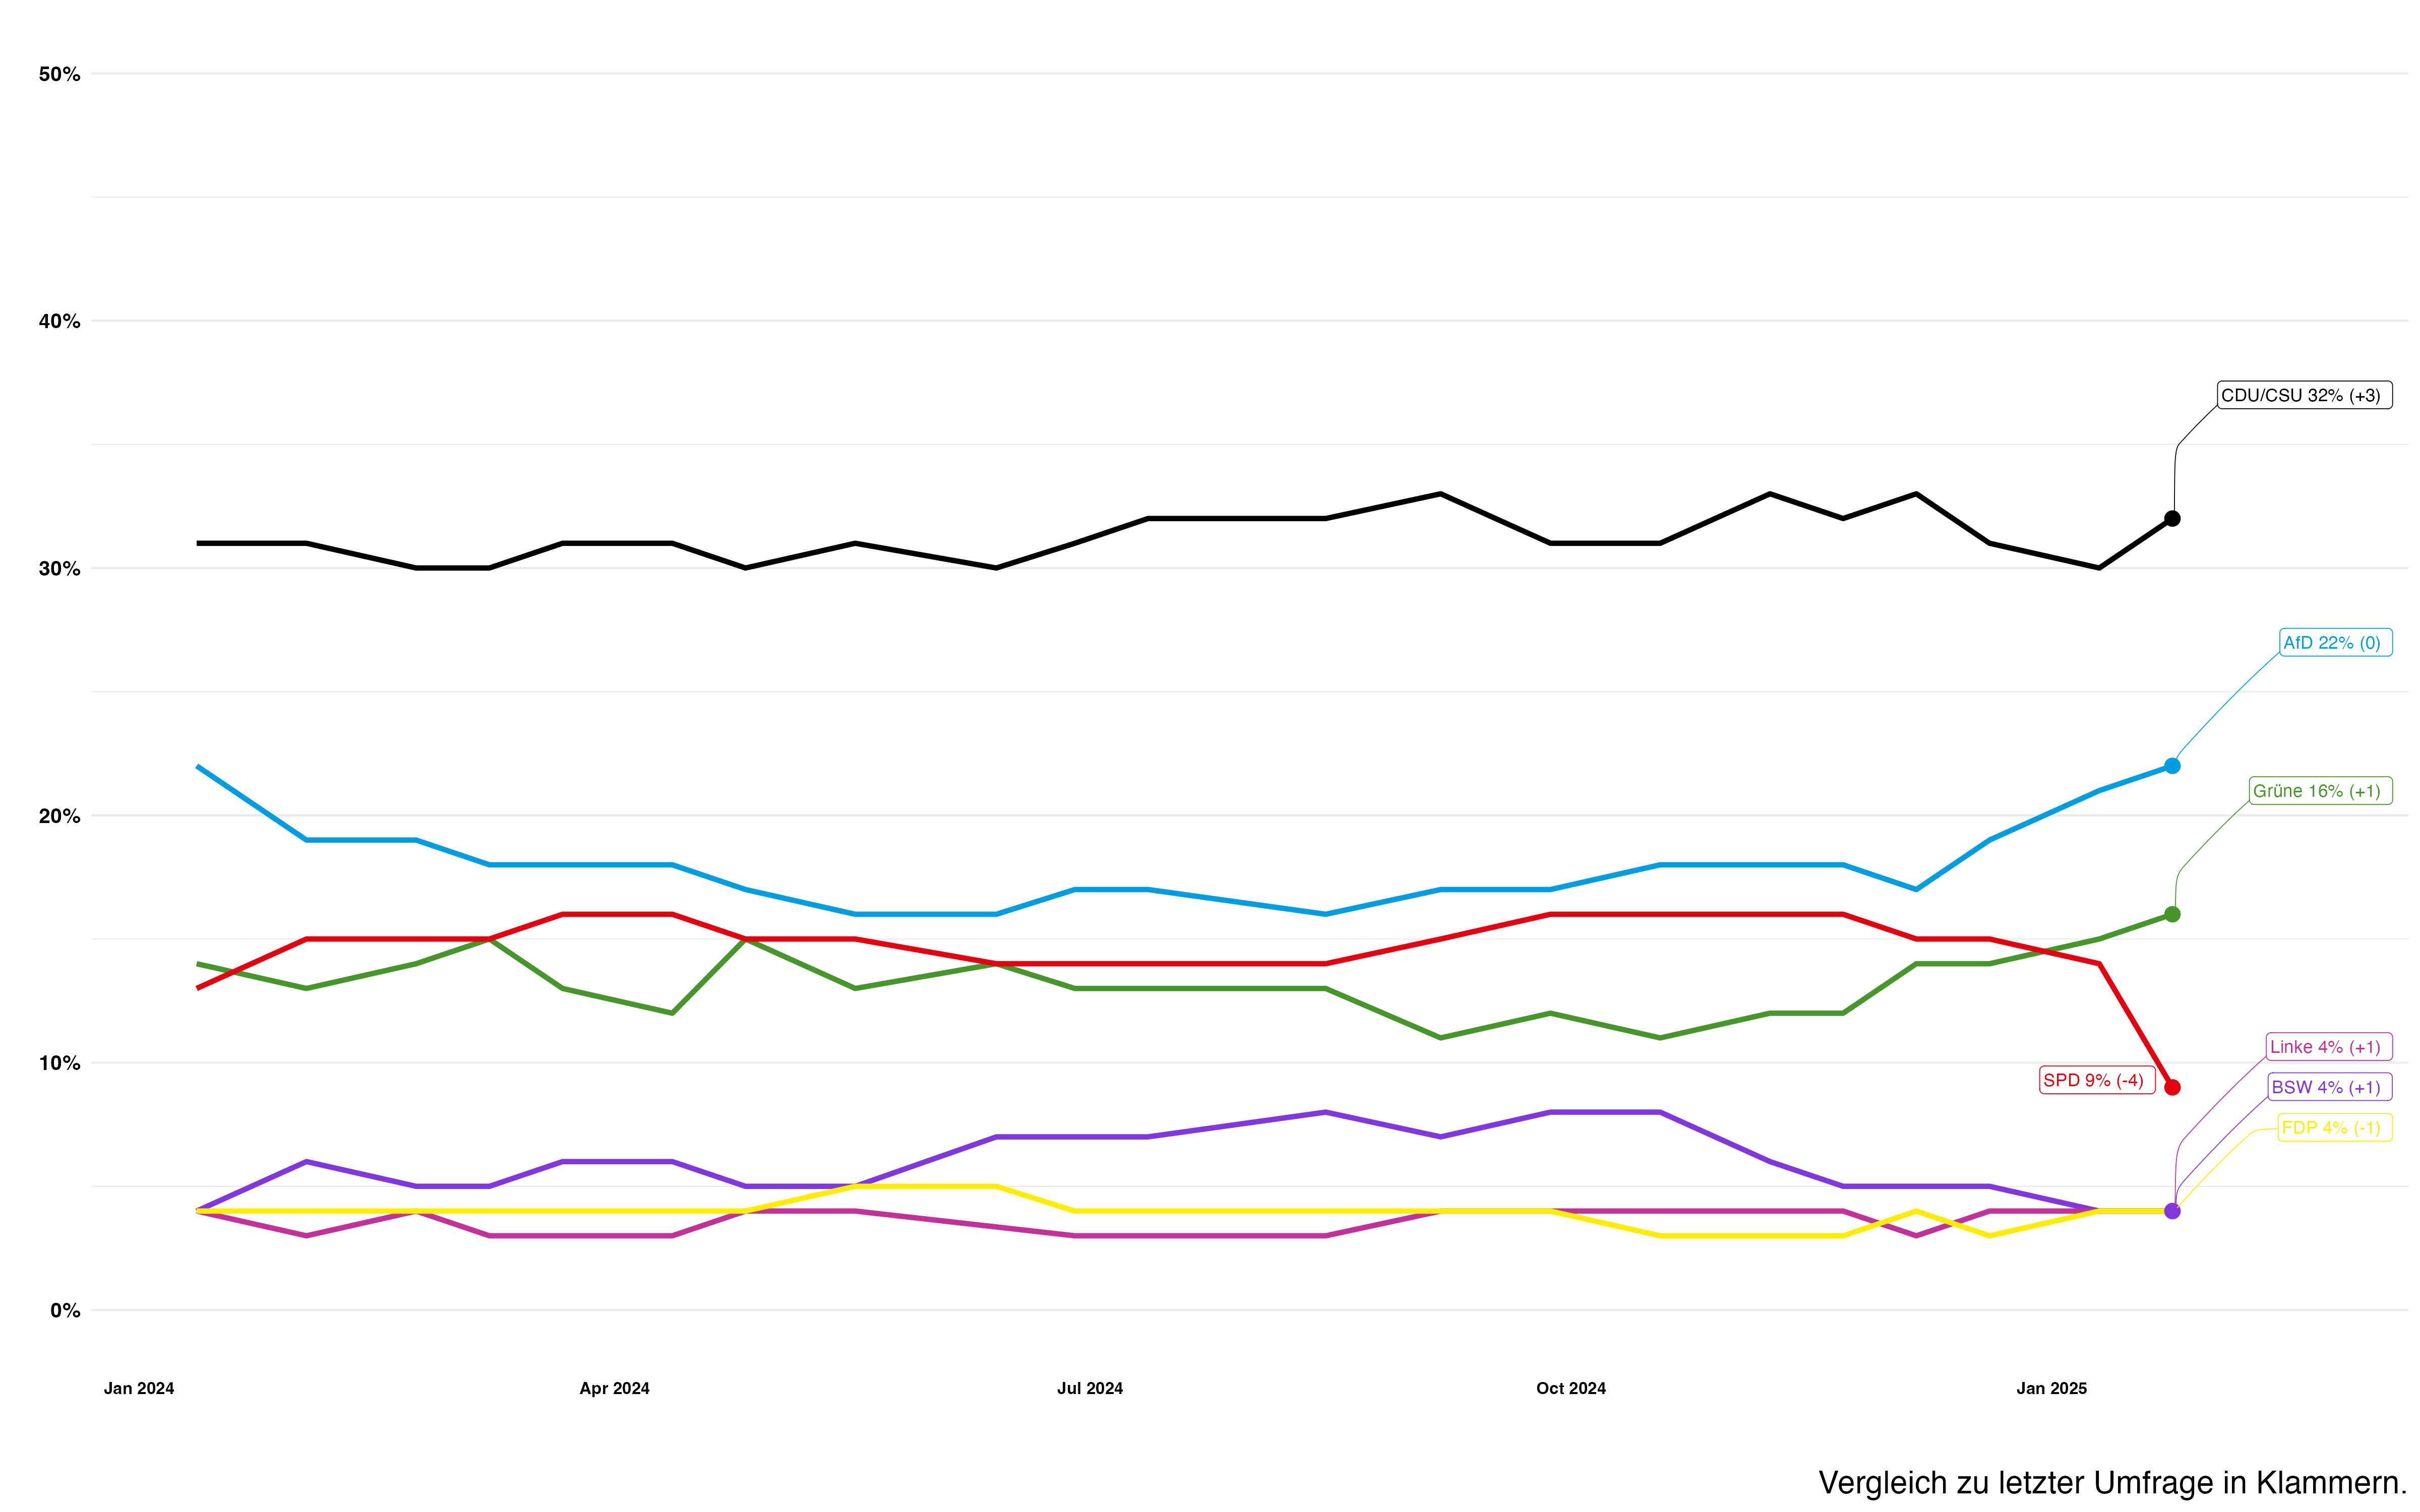 50%
40%
CDU/CSU 32% (+3)
30%
AfD 22% (0)
Grüne 16% (+1)
20%
Linke 4% (+1)
10%
SPD 9% (-4)
BSW 4% (+1)
FDP 4% (-1)
0%
Jan 2024
Apr 2024
Jul 2024
Oct 2024
Jan 2025
Vergleich zu letzter Umfrage in Klammern.